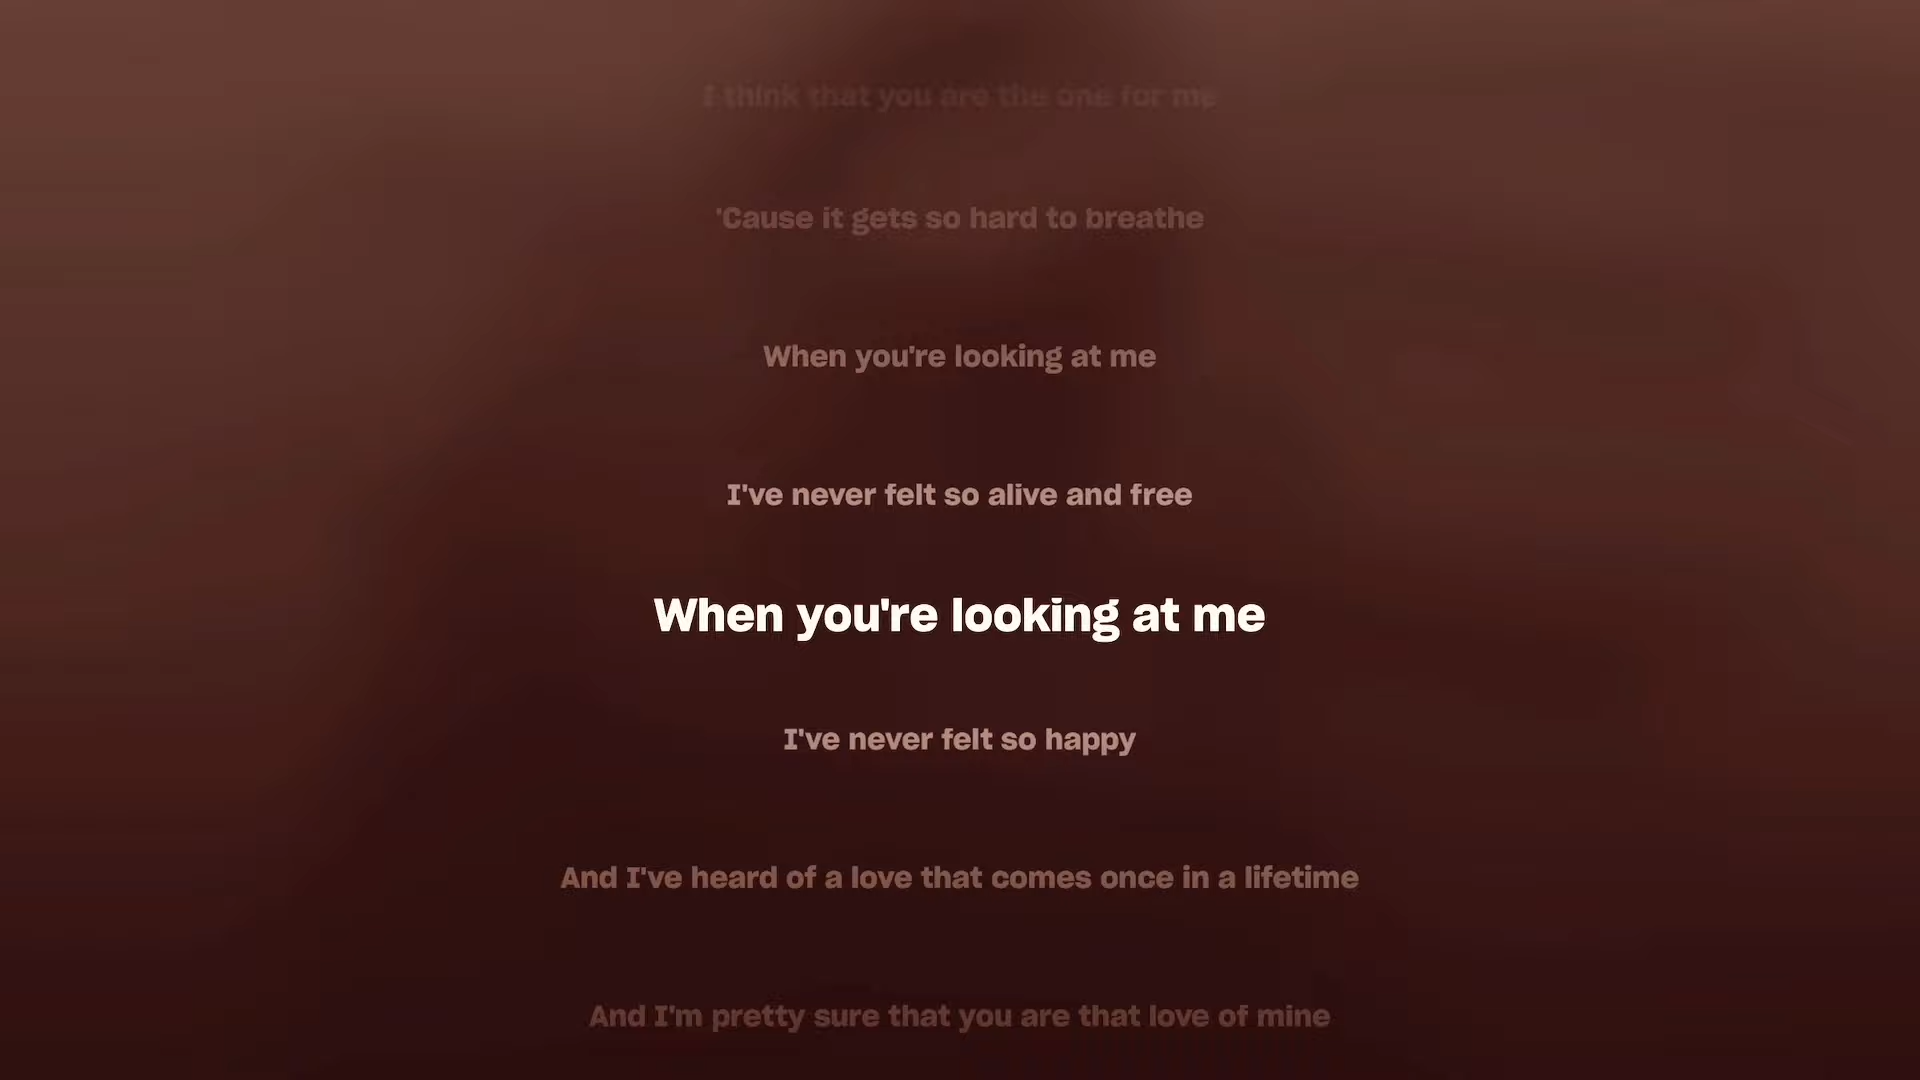 I think that you are the one for me
'Cause it gets so hard to breathe
When you're looking at me
I've never felt so alive and free
When you're looking at me
I've never felt so happy
And I've heard of a love that comes once in a lifetime
And I'm pretty sure that you are that love of mine